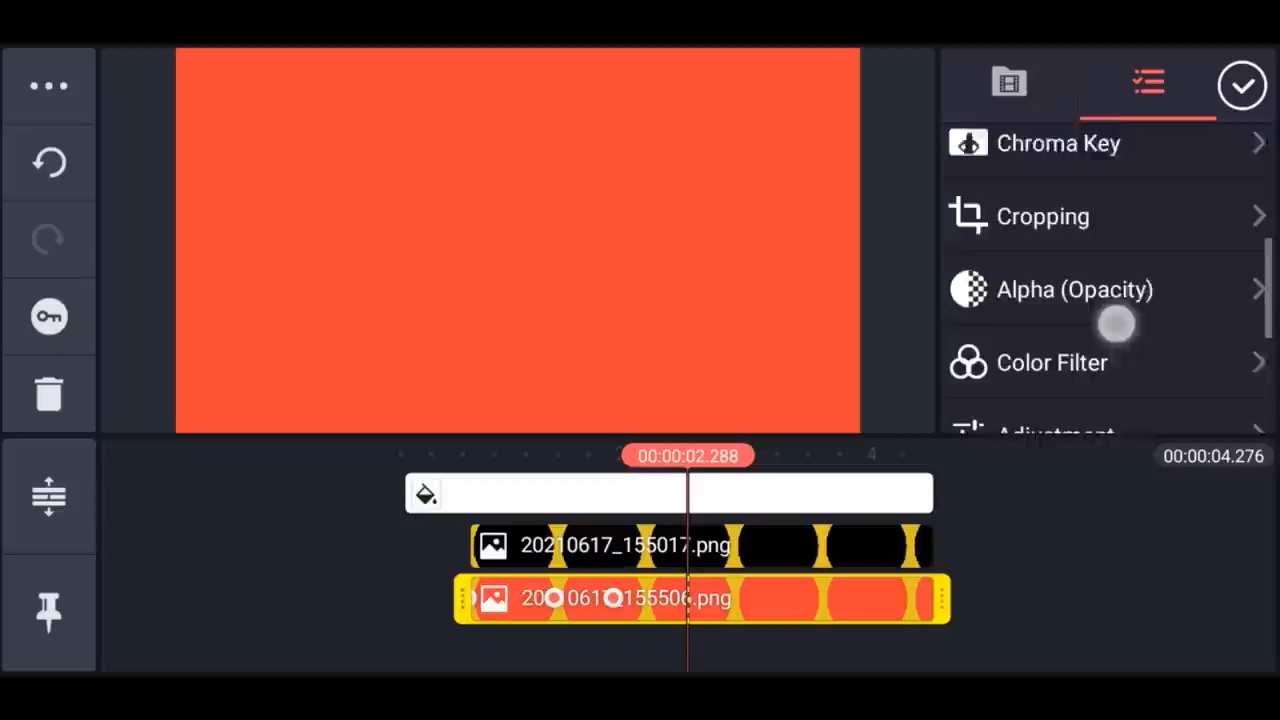 Chroma Key
Cropping
Alpha (Opacity)
Color Filter
Adjustment
00:00:02.288
4
00:00:04.276
20210617_155017.png
20210617_155506.png